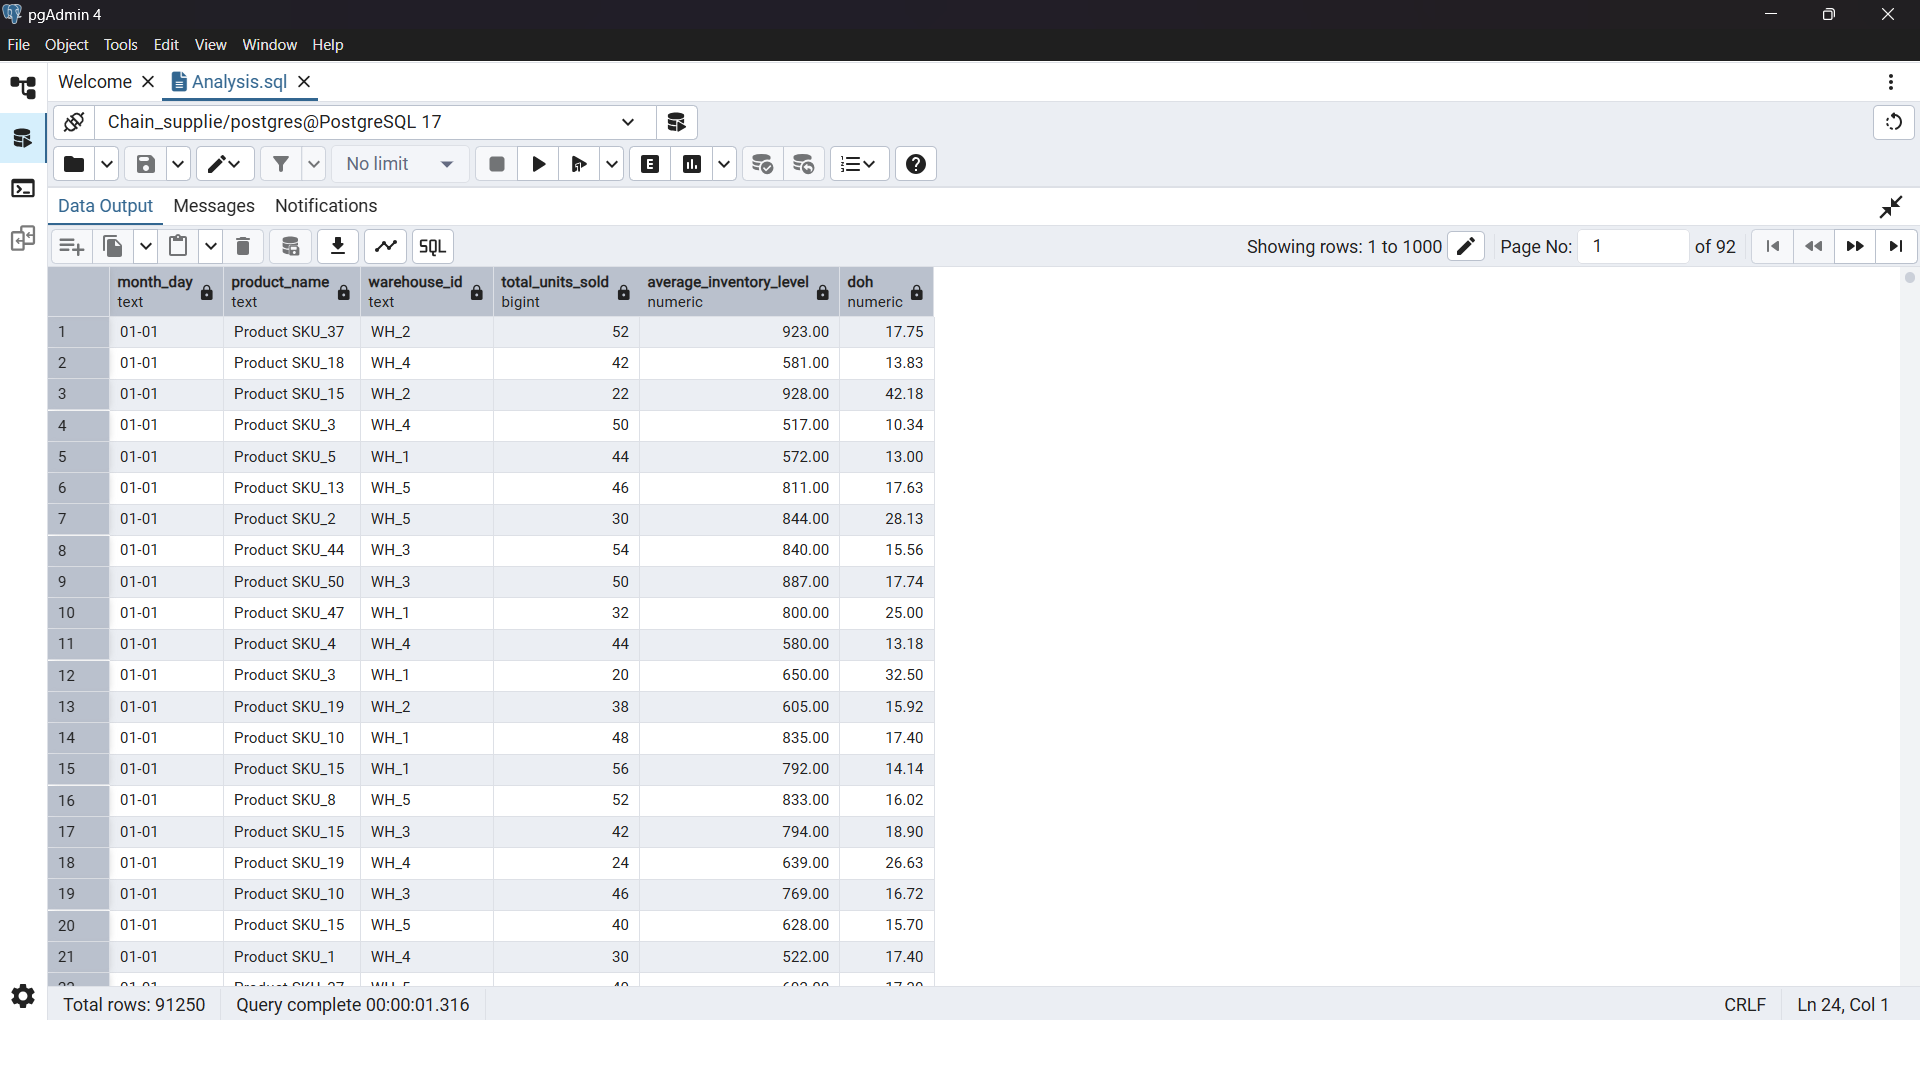 pgAdmin 4
File Object Tools Edit View Window Help
Welcome Analysis.sql
Chain_supplie/postgres@PostgreSQL 17
No limit E
Data Output Messages Notifications
SQL Showing rows: 1 to 1000 Page No: 1 of 92
month_day product_name warehouse_id total_units_sold average_inventory_level doh
text text text bigint numeric numeric
1 01-01 Product SKU_37 WH_2 52 923.00 17.75
2 01-01 Product SKU_18 WH_4 42 581.00 13.83
3 01-01 Product SKU_15 WH_2 22 928.00 42.18
4 01-01 Product SKU_3 WH_4 50 517.00 10.34
5 01-01 Product SKU_5 WH_1 44 572.00 13.00
6 01-01 Product SKU_13 WH_5 46 811.00 17.63
7 01-01 Product SKU_2 WH_5 30 844.00 28.13
8 01-01 Product SKU_44 WH_3 54 840.00 15.56
9 01-01 Product SKU_50 WH_3 50 887.00 17.74
10 01-01 Product SKU_47 WH_1 32 800.00 25.00
11 01-01 Product SKU_4 WH_4 44 580.00 13.18
12 01-01 Product SKU_3 WH_1 20 650.00 32.50
13 01-01 Product SKU_19 WH_2 38 605.00 15.92
14 01-01 Product SKU_10 WH_1 48 835.00 17.40
15 01-01 Product SKU_15 WH_1 56 792.00 14.14
16 01-01 Product SKU_8 WH_5 52 833.00 16.02
17 01-01 Product SKU_15 WH_3 42 794.00 18.90
18 01-01 Product SKU_19 WH_4 24 639.00 26.63
19 01-01 Product SKU_10 WH_3 46 769.00 16.72
20 01-01 Product SKU_15 WH_5 40 628.00 15.70
21 01-01 Product SKU_1 WH_4 30 522.00 17.40
Total rows: 91250 Query complete 00:00:01.316 CRLF Ln 24, Col 1